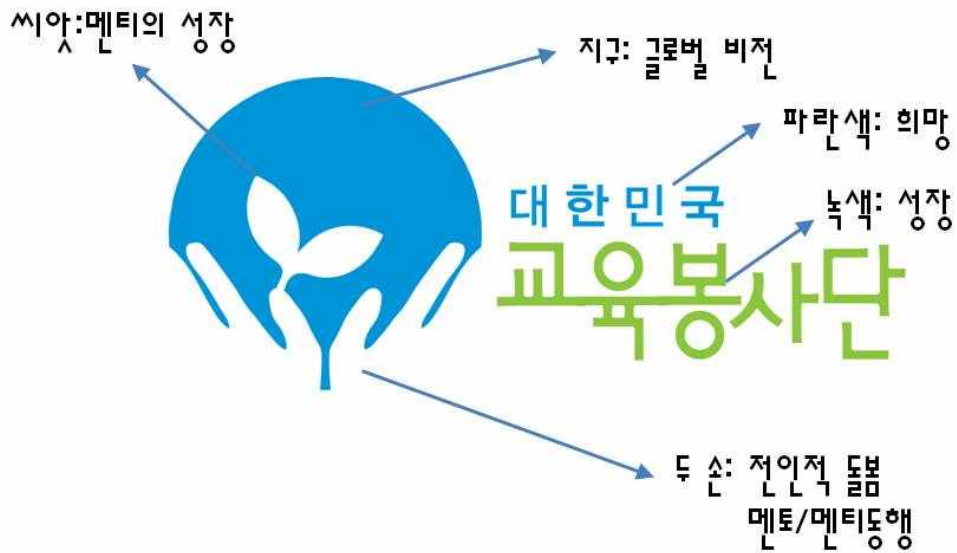 씨앗:멘티의 성장
지구: 글로벌 비전
파란색: 희망
대한민국
녹색: 성장
교육봉사단
두 손: 전인적 돌봄
멘토/멘티동행